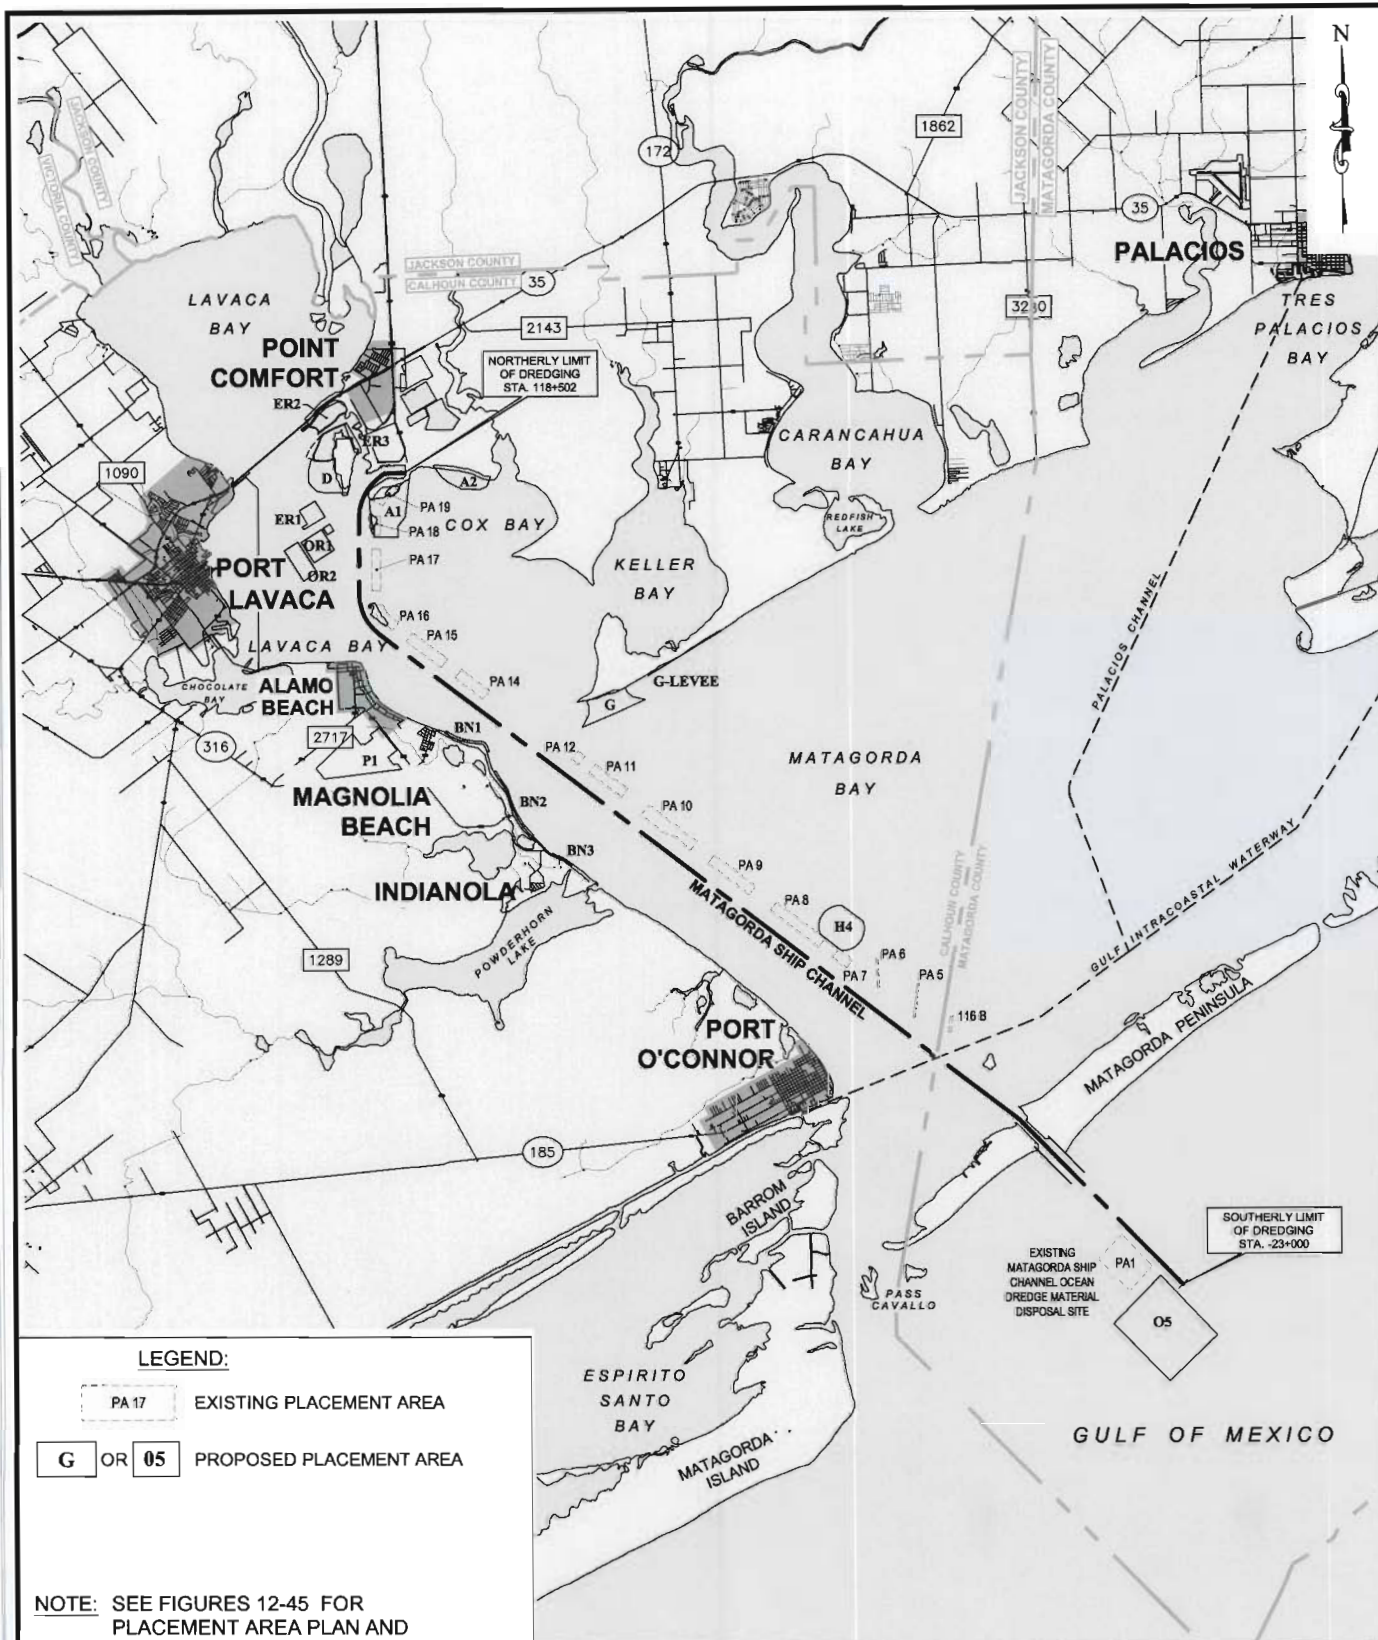 N
JACKSON COUNTY
VICTORIA COUNTY
JACKSON COUNTY
MATAGORDA COUNTY
1862
172
35
PALACIOS
JACKSON COUNTY
CALHOUN COUNTY
35
LAVACA
BAY
2143
TRES
PALACIOS
BAY
POINT
COMFORT
NORTHERLY LIMIT
OF DREDGING
STA. 118+502
ER2
ER3
CARANCAHUA
BAY
1090
D
A2
A1
PA 19
PA 18
COX BAY
REDFISH
LAKE
ER1
OR1
OR2
PA 17
KELLER
BAY
PORT
LAVACA
PA 16
PA 15
PALACIOS CHANNEL
LAVACA BAY
CHOCOLATE
BAY
ALAMO
BEACH
PA 14
G-LEVEE
G
316
2717
BN1
P1
PA 12
PA 11
MATAGORDA
BAY
MAGNOLIA
BEACH
BN2
PA 10
BN3
PA 9
GULF INTRACOASTAL WATERWAY
INDIANOLA
MATAGORDA SHIP CHANNEL
PA 8
H4
CALHOUN COUNTY
MATAGORDA COUNTY
POWDERHORN
LAKE
1289
PA 7
PA 6
PA 5
116 B
PORT
O'CONNOR
MATAGORDA PENINSULA
185
BARROM
ISLAND
SOUTHERLY LIMIT
OF DREDGING
STA. -23+000
EXISTING
MATAGORDA SHIP
CHANNEL OCEAN
DREDGE MATERIAL
DISPOSAL SITE
PA1
O5
PASS
CAVALLO
ESPIRITO
SANTO
BAY
MATAGORDA
ISLAND
GULF OF MEXICO
LEGEND:
PA 17 EXISTING PLACEMENT AREA
G OR 05 PROPOSED PLACEMENT AREA
NOTE: SEE FIGURES 12-45 FOR
PLACEMENT AREA PLAN AND